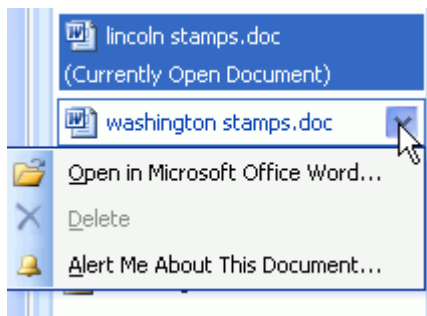 lincoln stamps.doc
(Currently Open Document)
washington stamps.doc
Open in Microsoft Office Word...
Delete
Alert Me About This Document...